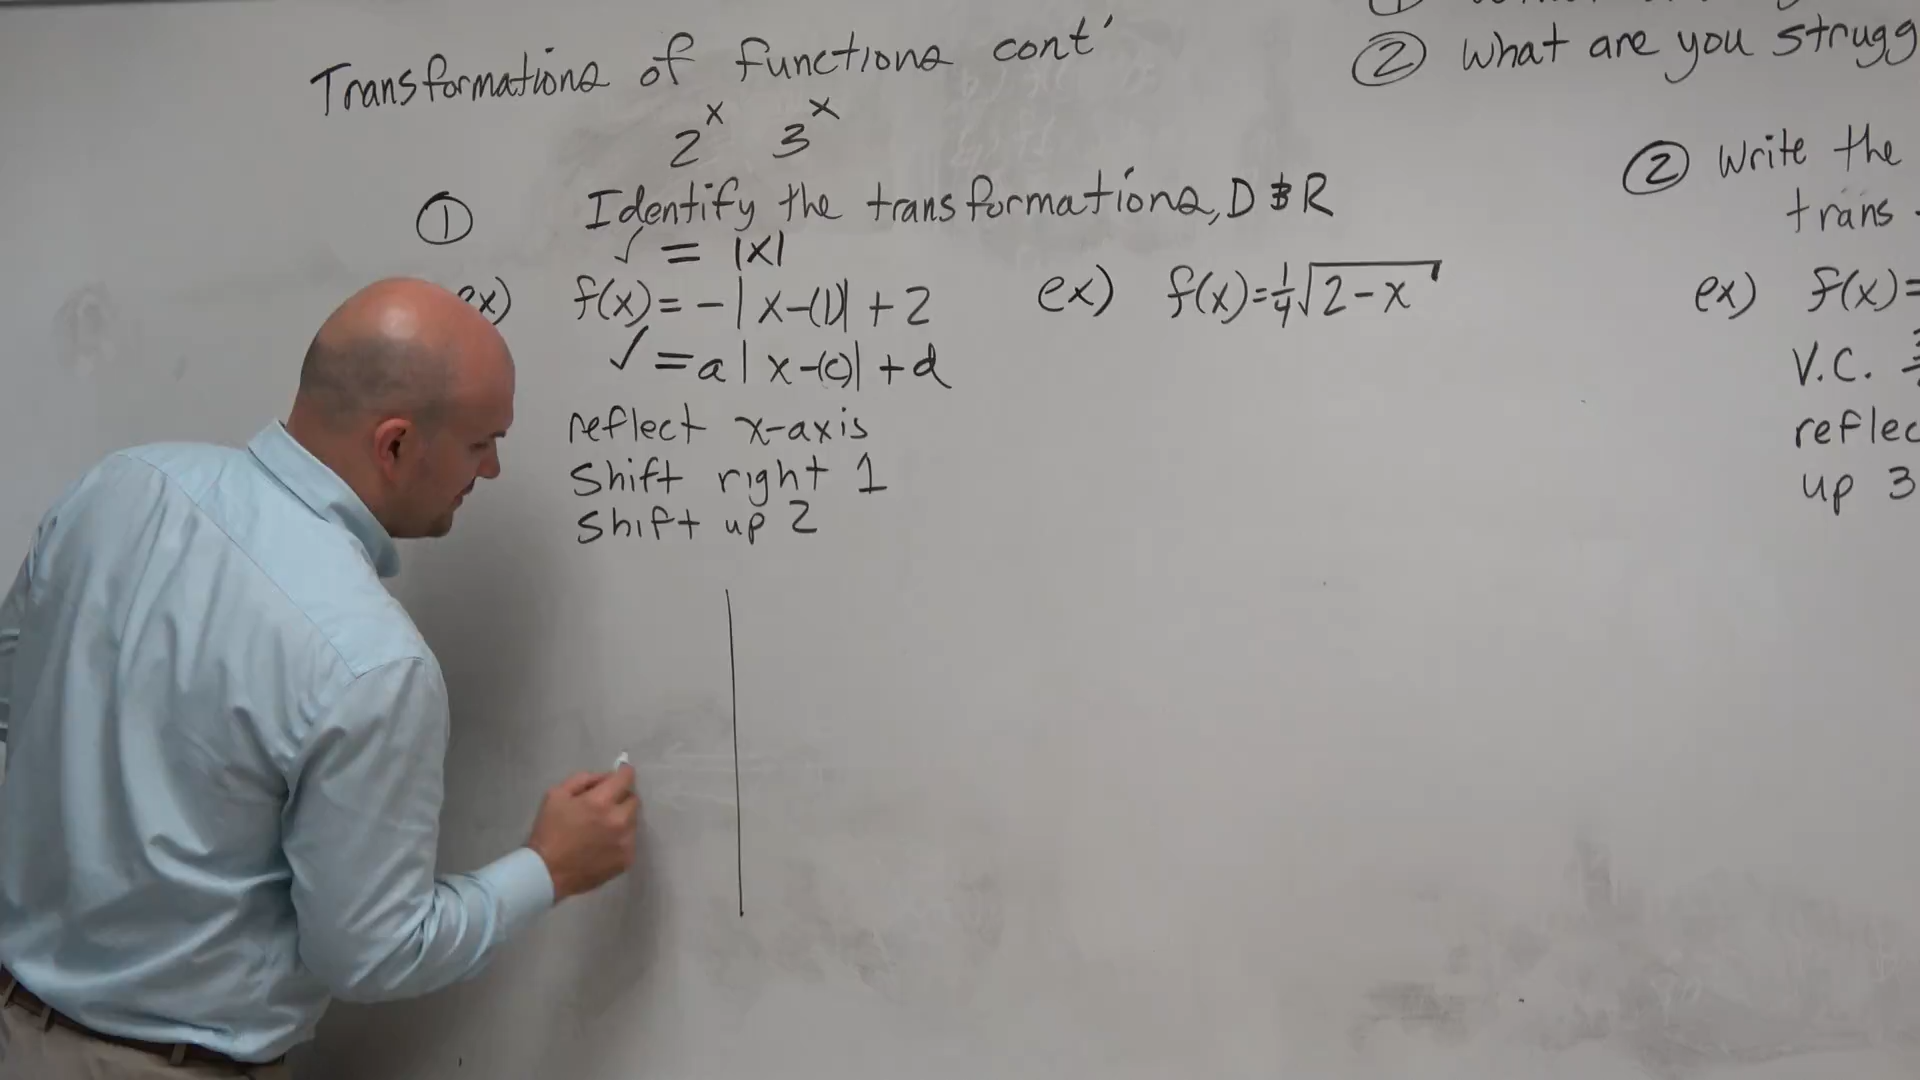 Transformations of functions cont'
2^x 3^x
① Identify the transformations, D & R
y = |x|
ex) f(x) = -|x-(1)| + 2
y = a|x-(c)| + d
reflect x-axis
Shift right 1
Shift up 2
ex) f(x) = 1/4 √2-x
② What are you strugg
② Write the
trans
ex) f(x) =
V.C.
reflec
up 3